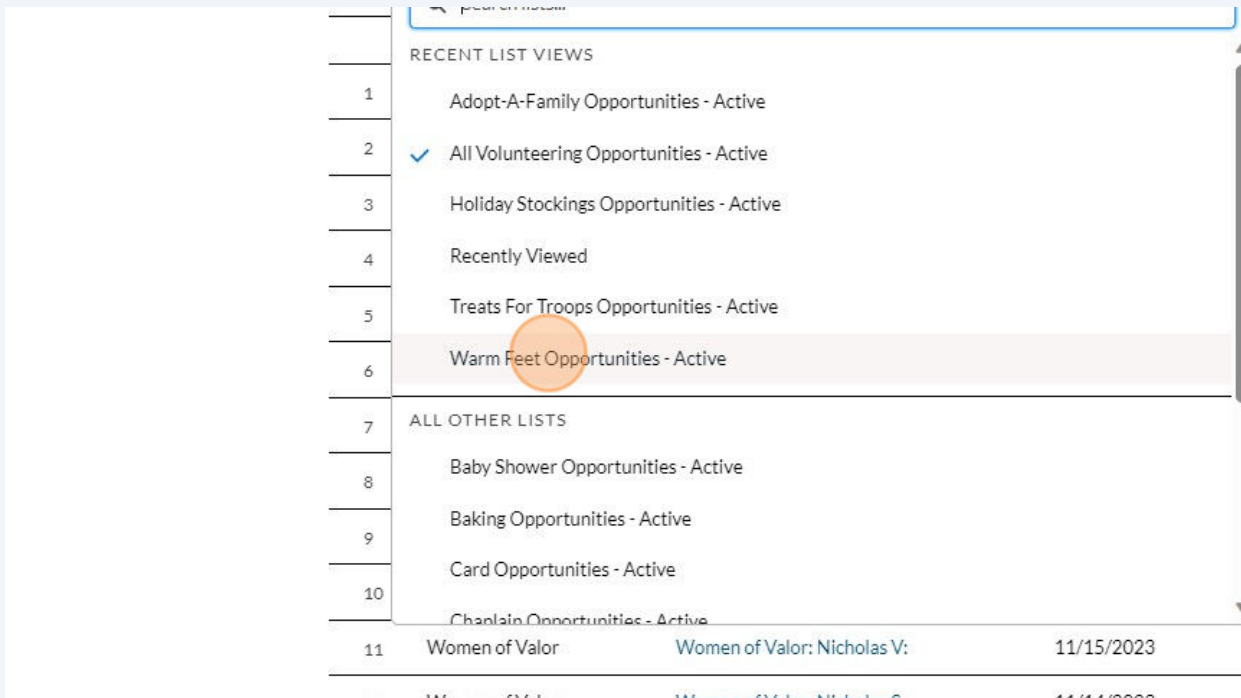 RECENT LIST VIEWS
1 Adopt-A-Family Opportunities - Active
2 All Volunteering Opportunities - Active
3 Holiday Stockings Opportunities - Active
4 Recently Viewed
5 Treats For Troops Opportunities - Active
6 Warm Feet Opportunities - Active
7 ALL OTHER LISTS
8 Baby Shower Opportunities - Active
9 Baking Opportunities - Active
10 Card Opportunities - Active
Chaplain Opportunities - Active
11 Women of Valor Women of Valor: Nicholas V: 11/15/2023